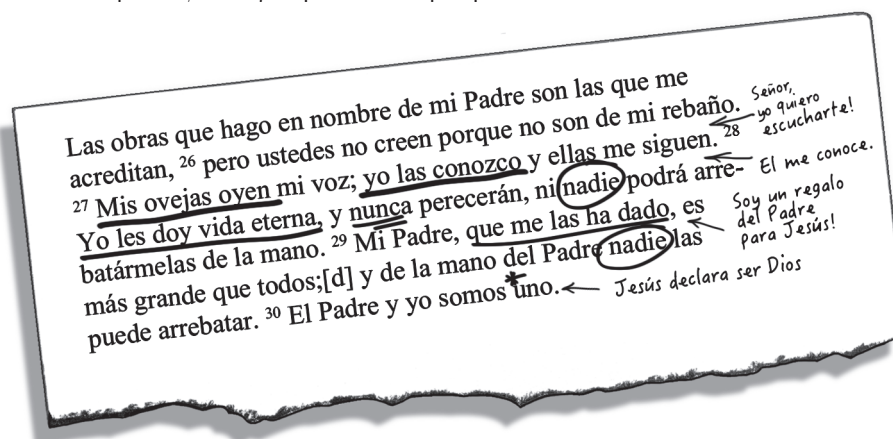 Las obras que hago en nombre de mi Padre son las que me
acreditan, 26 pero ustedes no creen porque no son de mi rebaño.
27 Mis ovejas oyen mi voz; yo las conozco y ellas me siguen. 28
Yo les doy vida eterna, y nunca perecerán, ni nadie podrá arre-
batármelas de la mano. 29 Mi Padre, que me las ha dado, es
más grande que todos;[d] y de la mano del Padre nadie las
puede arrebatar. 30 El Padre y yo somos *uno.
Señor,
yo quiero
escucharte!
El me conoce.
Soy un regalo
del Padre
para Jesús!
Jesús declara ser Dios